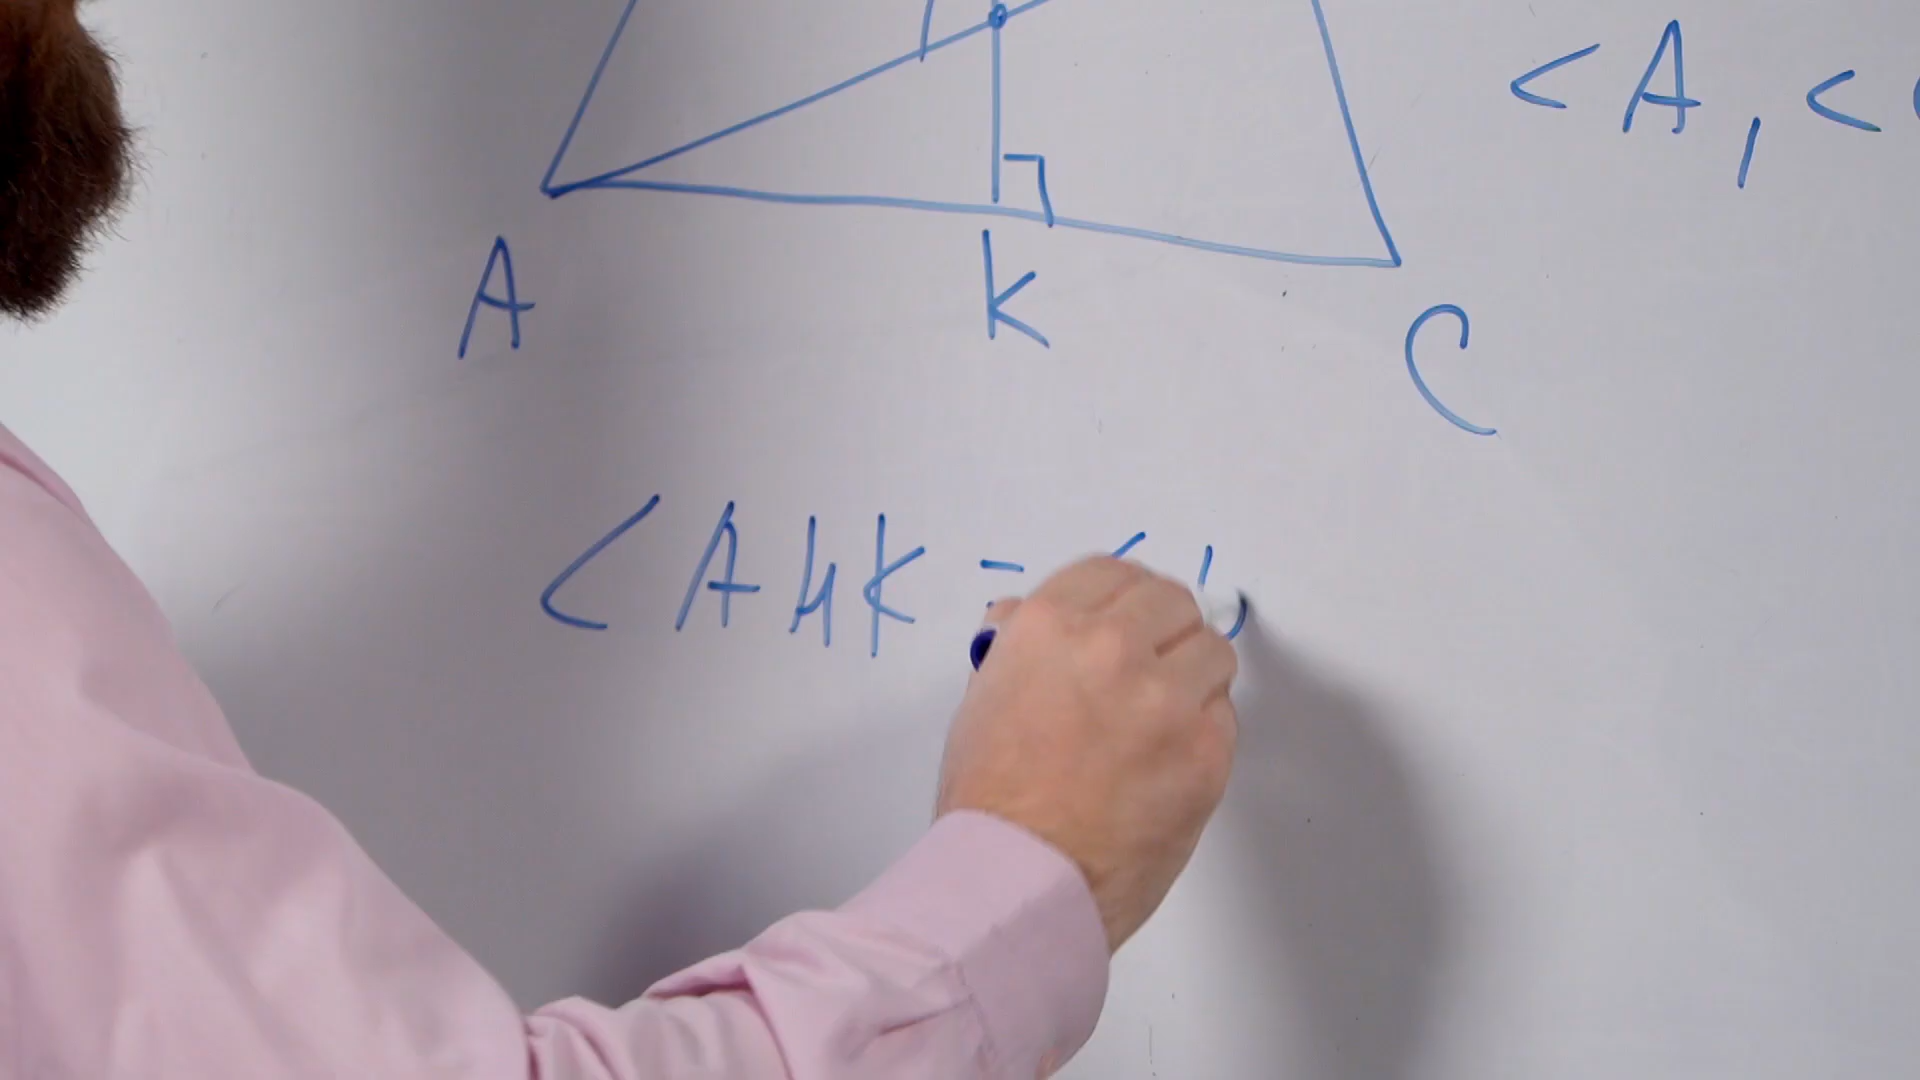 <A, <
A
K
C
<AHK = <